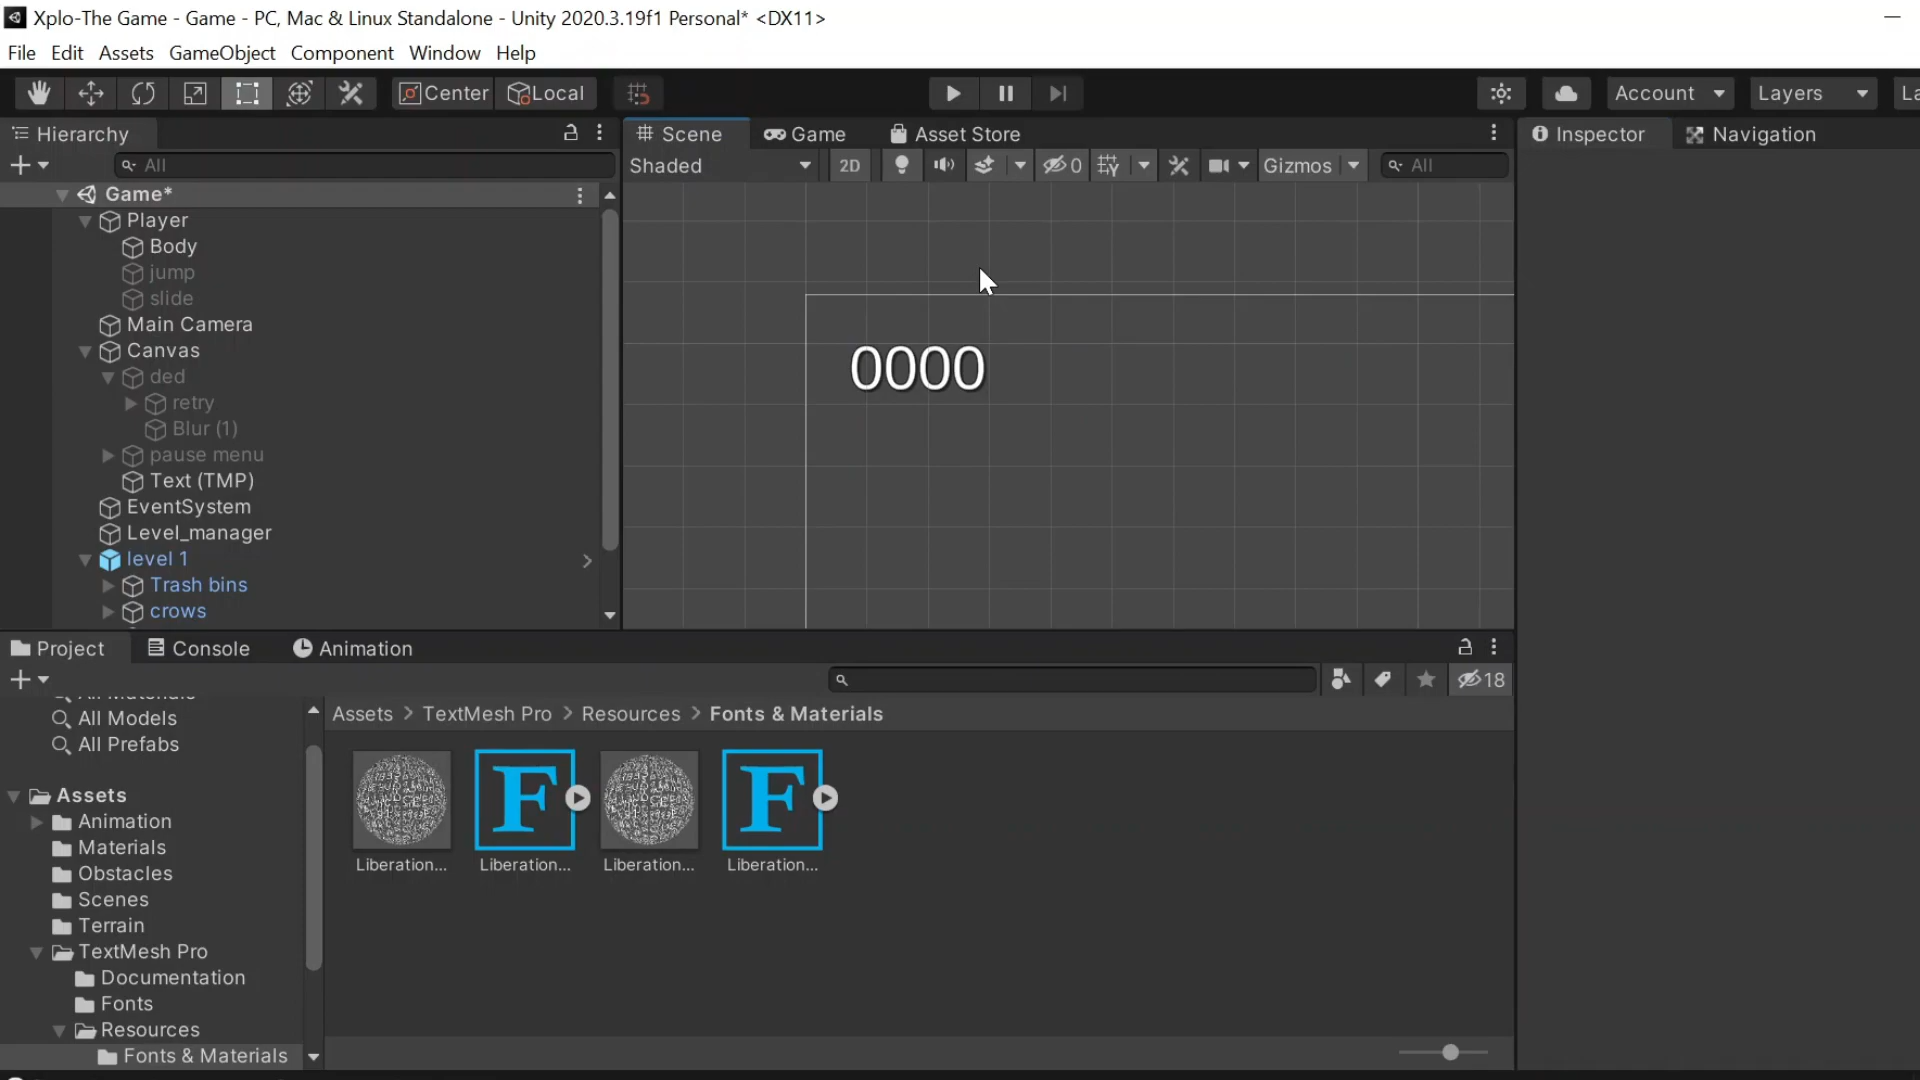 Xplo-The Game - Game - PC, Mac & Linux Standalone - Unity 2020.3.19f1 Personal* <DX11>
File Edit Assets GameObject Component Window Help
Center Local Account Layers La
Hierarchy
All
Game*
Player
Body
jump
slide
Main Camera
Canvas
ded
retry
Blur (1)
pause menu
Text (TMP)
EventSystem
Level_manager
level 1
Trash bins
crows
Scene Game Asset Store
Shaded 2D 0 Gizmos All
0000
Inspector Navigation
Project Console Animation
18
All Models
All Prefabs
Assets
Animation
Materials
Obstacles
Scenes
Terrain
TextMesh Pro
Documentation
Fonts
Resources
Fonts & Materials
Assets > TextMesh Pro > Resources > Fonts & Materials
F F
Liberation... Liberation... Liberation... Liberation...